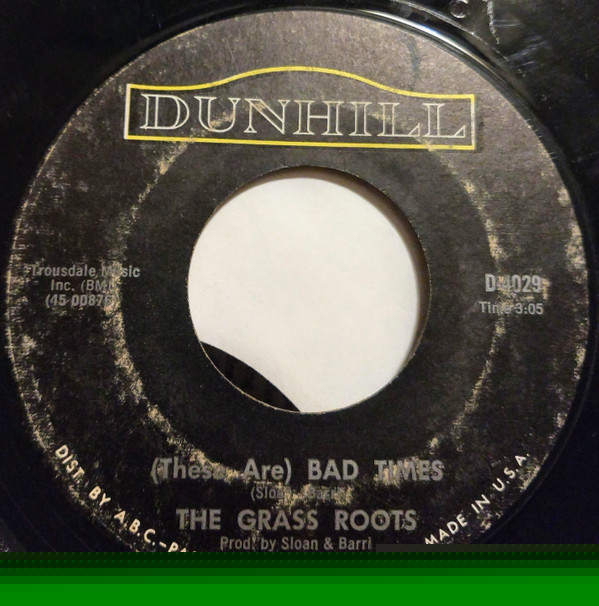 DUNHILL
Trousdale Music
Inc. (BMI
(45 00876
D-4029
Time 3:05
(These Are) BAD TIMES
THE GRASS ROOTS
Prod. by Sloan & Barri
DIST. BY A.B.C.-
MADE IN U.S.A.